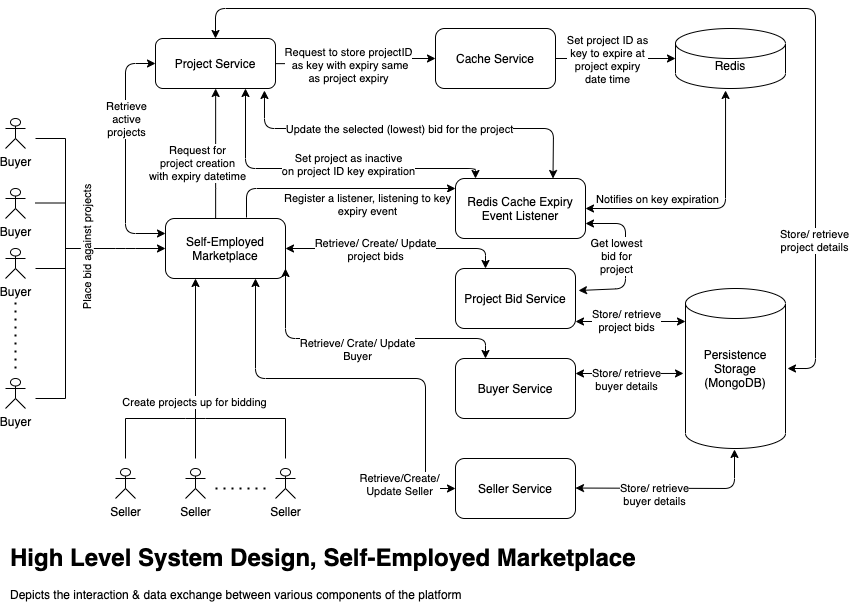 Project Service
Request to store projectID
as key with expiry same
as project expiry
Cache Service
Set project ID as
key to expire at
project expiry
date time
Redis
Retrieve
active
projects
Buyer
Update the selected (lowest) bid for the project
Request for
project creation
with expiry datetime
Set project as inactive
on project ID key expiration
Register a listener, listening to key
expiry event
Redis Cache Expiry
Event Listener
Notifies on key expiration
Buyer
Place bid against projects
Self-Employed
Marketplace
Retrieve/ Create/ Update
project bids
Get lowest
bid for
project
Store/ retrieve
project details
Buyer
Project Bid Service
Store/ retrieve
project bids
Retrieve/ Crate/ Update
Buyer
Persistence
Storage
(MongoDB)
Buyer Service
Store/ retrieve
buyer details
Buyer
Create projects up for bidding
Retrieve/Create/
Update Seller
Seller Service
Store/ retrieve
buyer details
Seller
Seller
Seller
High Level System Design, Self-Employed Marketplace
Depicts the interaction & data exchange between various components of the platform